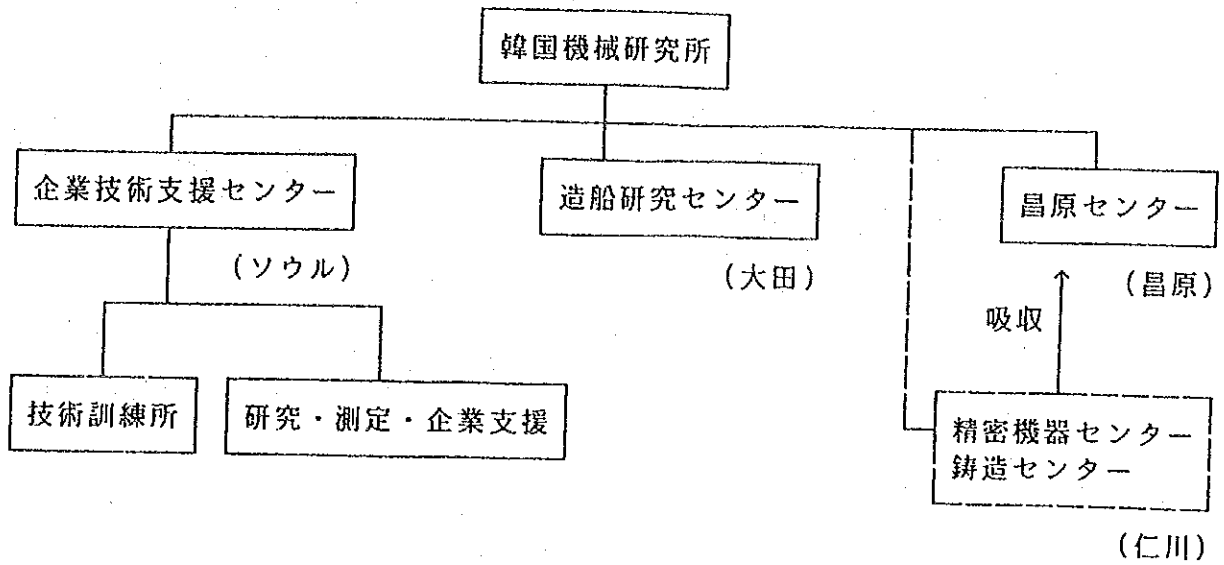 韓国機械研究所
企業技術支援センター
造船研究センター
昌原センター
(ソウル)
(大田)
(昌原)
吸収
技術訓練所
研究・測定・企業支援
精密機器センター
鋳造センター
(仁川)